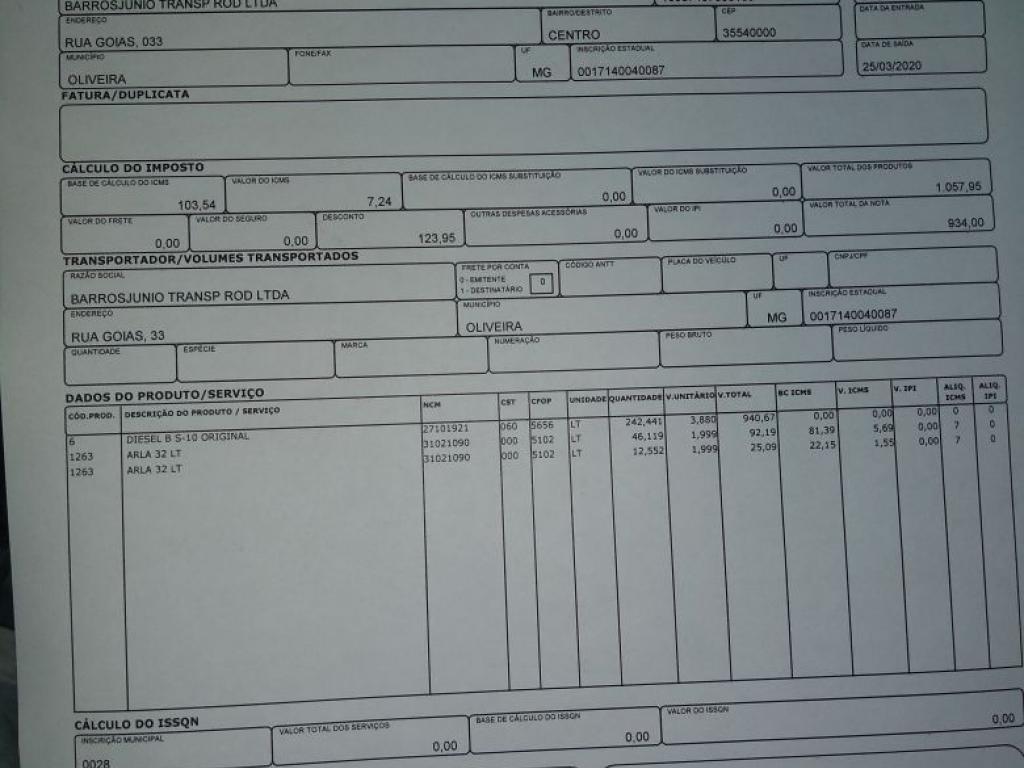 BARROSJUNIO TRANSP ROD LTDA
ENDEREÇO
RUA GOIAS, 033
BAIRRO/DISTRITO
CENTRO
CEP
35540000
DATA DA ENTRADA
MUNICÍPIO
OLIVEIRA
FONE/FAX
UF
MG
INSCRIÇÃO ESTADUAL
0017140040087
DATA DE SAÍDA
25/03/2020
FATURA/DUPLICATA
CÁLCULO DO IMPOSTO
BASE DE CÁLCULO DO ICMS
103,54
VALOR DO ICMS
7,24
BASE DE CÁLCULO DO ICMS SUBSTITUIÇÃO
0,00
VALOR DO ICMS SUBSTITUIÇÃO
0,00
VALOR TOTAL DOS PRODUTOS
1.057,95
VALOR DO FRETE
0,00
VALOR DO SEGURO
0,00
DESCONTO
123,95
OUTRAS DESPESAS ACESSÓRIAS
0,00
VALOR DO IPI
0,00
VALOR TOTAL DA NOTA
934,00
TRANSPORTADOR/VOLUMES TRANSPORTADOS
RAZÃO SOCIAL
BARROSJUNIO TRANSP ROD LTDA
FRETE POR CONTA
0 - EMITENTE
1 - DESTINATÁRIO
0
CÓDIGO ANTT
PLACA DO VEÍCULO
UF
CNPJ/CPF
ENDEREÇO
RUA GOIAS, 33
MUNICÍPIO
OLIVEIRA
UF
MG
INSCRIÇÃO ESTADUAL
0017140040087
QUANTIDADE
ESPÉCIE
MARCA
NUMERAÇÃO
PESO BRUTO
PESO LÍQUIDO
DADOS DO PRODUTO/SERVIÇO
CÓD.PROD. DESCRIÇÃO DO PRODUTO / SERVIÇO NCM CST CFOP UNIDADE QUANTIDADE V.UNITÁRIO V.TOTAL BC ICMS V. ICMS V. IPI ALIQ. ICMS ALIQ. IPI
6 DIESEL B S-10 ORIGINAL 27101921 060 5656 LT 242,441 3,880 940,67 0,00 0,00 0,00 0 0
1263 ARLA 32 LT 31021090 000 5102 LT 46,119 1,999 92,19 81,39 5,69 0,00 7 0
1263 ARLA 32 LT 31021090 000 5102 LT 12,552 1,999 25,09 22,15 1,55 0,00 7 0
CÁLCULO DO ISSQN
INSCRIÇÃO MUNICIPAL
0028
VALOR TOTAL DOS SERVIÇOS
0,00
BASE DE CÁLCULO DO ISSQN
0,00
VALOR DO ISSQN
0,00